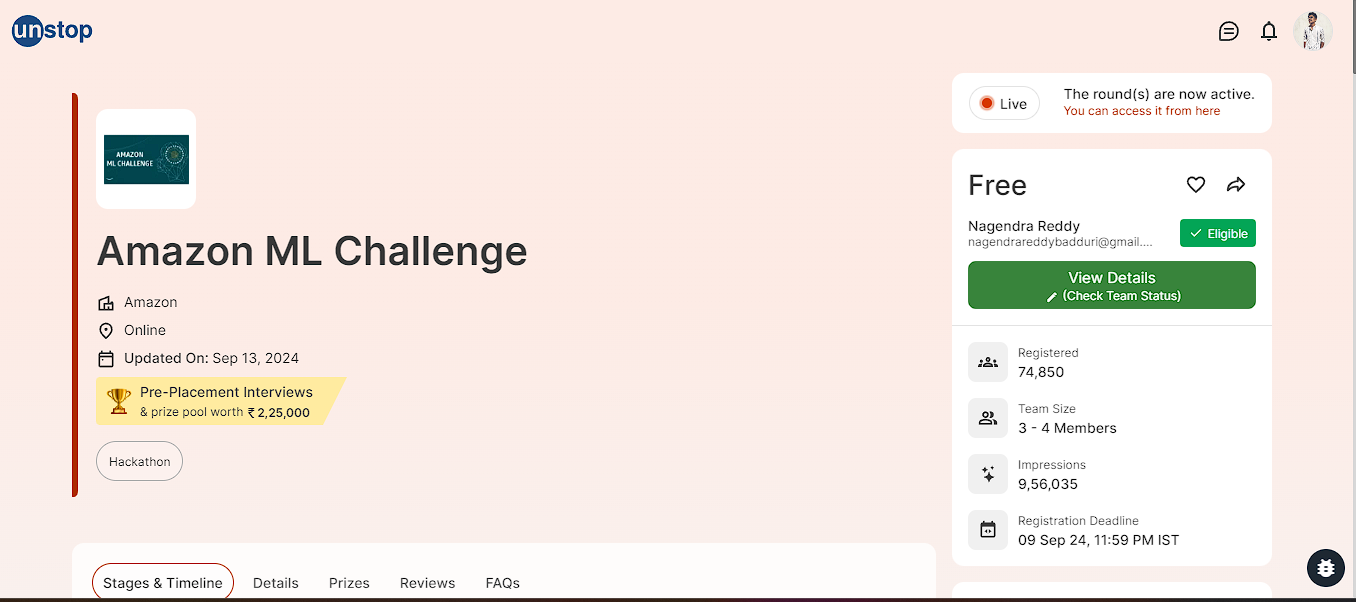 unstop
AMAZON
ML CHALLENGE
Amazon ML Challenge
Amazon
Online
Updated On: Sep 13, 2024
Pre-Placement Interviews
& prize pool worth ₹ 2,25,000
Hackathon
Stages & Timeline Details Prizes Reviews FAQs
Live
The round(s) are now active.
You can access it from here
Free
Nagendra Reddy
nagendrareddybadduri@gmail....
Eligible
View Details
(Check Team Status)
Registered
74,850
Team Size
3 - 4 Members
Impressions
9,56,035
Registration Deadline
09 Sep 24, 11:59 PM IST